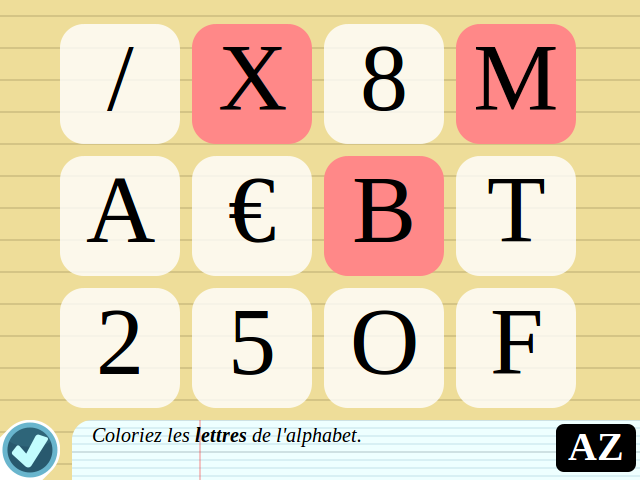 / X 8 M
A € B T
2 5 O F
Coloriez les lettres de l'alphabet.
AZ